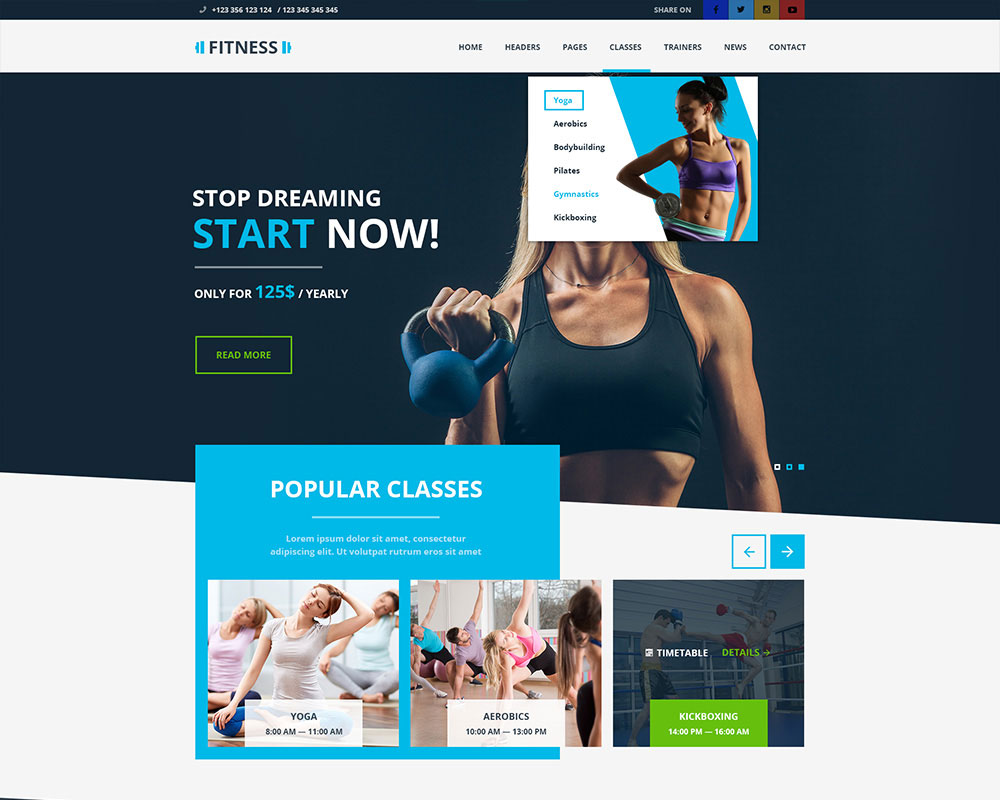 +123 356 123 124 / 123 345 345 345
SHARE ON
FITNESS
HOME HEADERS PAGES CLASSES TRAINERS NEWS CONTACT
Yoga
Aerobics
Bodybuilding
Pilates
Gymnastics
Kickboxing
STOP DREAMING
START NOW!
ONLY FOR 125$ / YEARLY
READ MORE
POPULAR CLASSES
Lorem ipsum dolor sit amet, consectetur
adipiscing elit. Ut volutpat rutrum eros sit amet
YOGA
8:00 AM — 11:00 AM
AEROBICS
10:00 AM — 13:00 PM
TIMETABLE DETAILS
KICKBOXING
14:00 PM — 16:00 AM